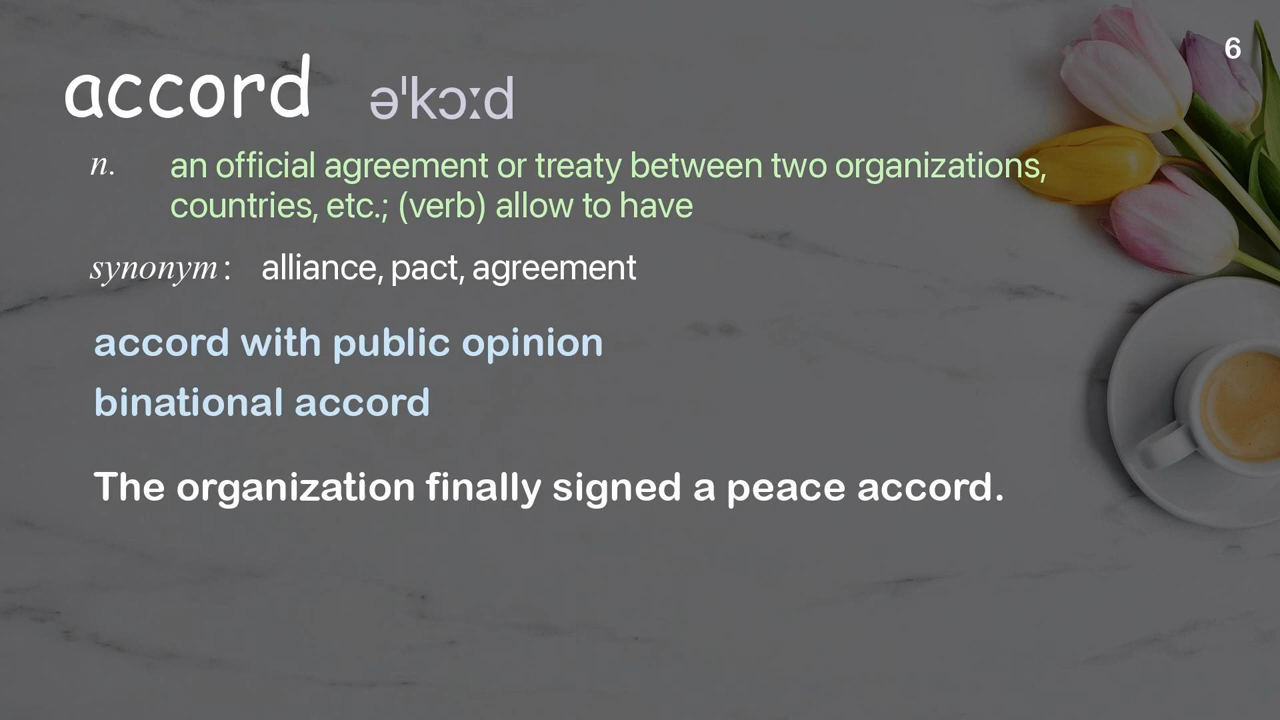 6
accord əˈkɔːd
n. an official agreement or treaty between two organizations,
countries, etc.; (verb) allow to have
synonym: alliance, pact, agreement
accord with public opinion
binational accord
The organization finally signed a peace accord.